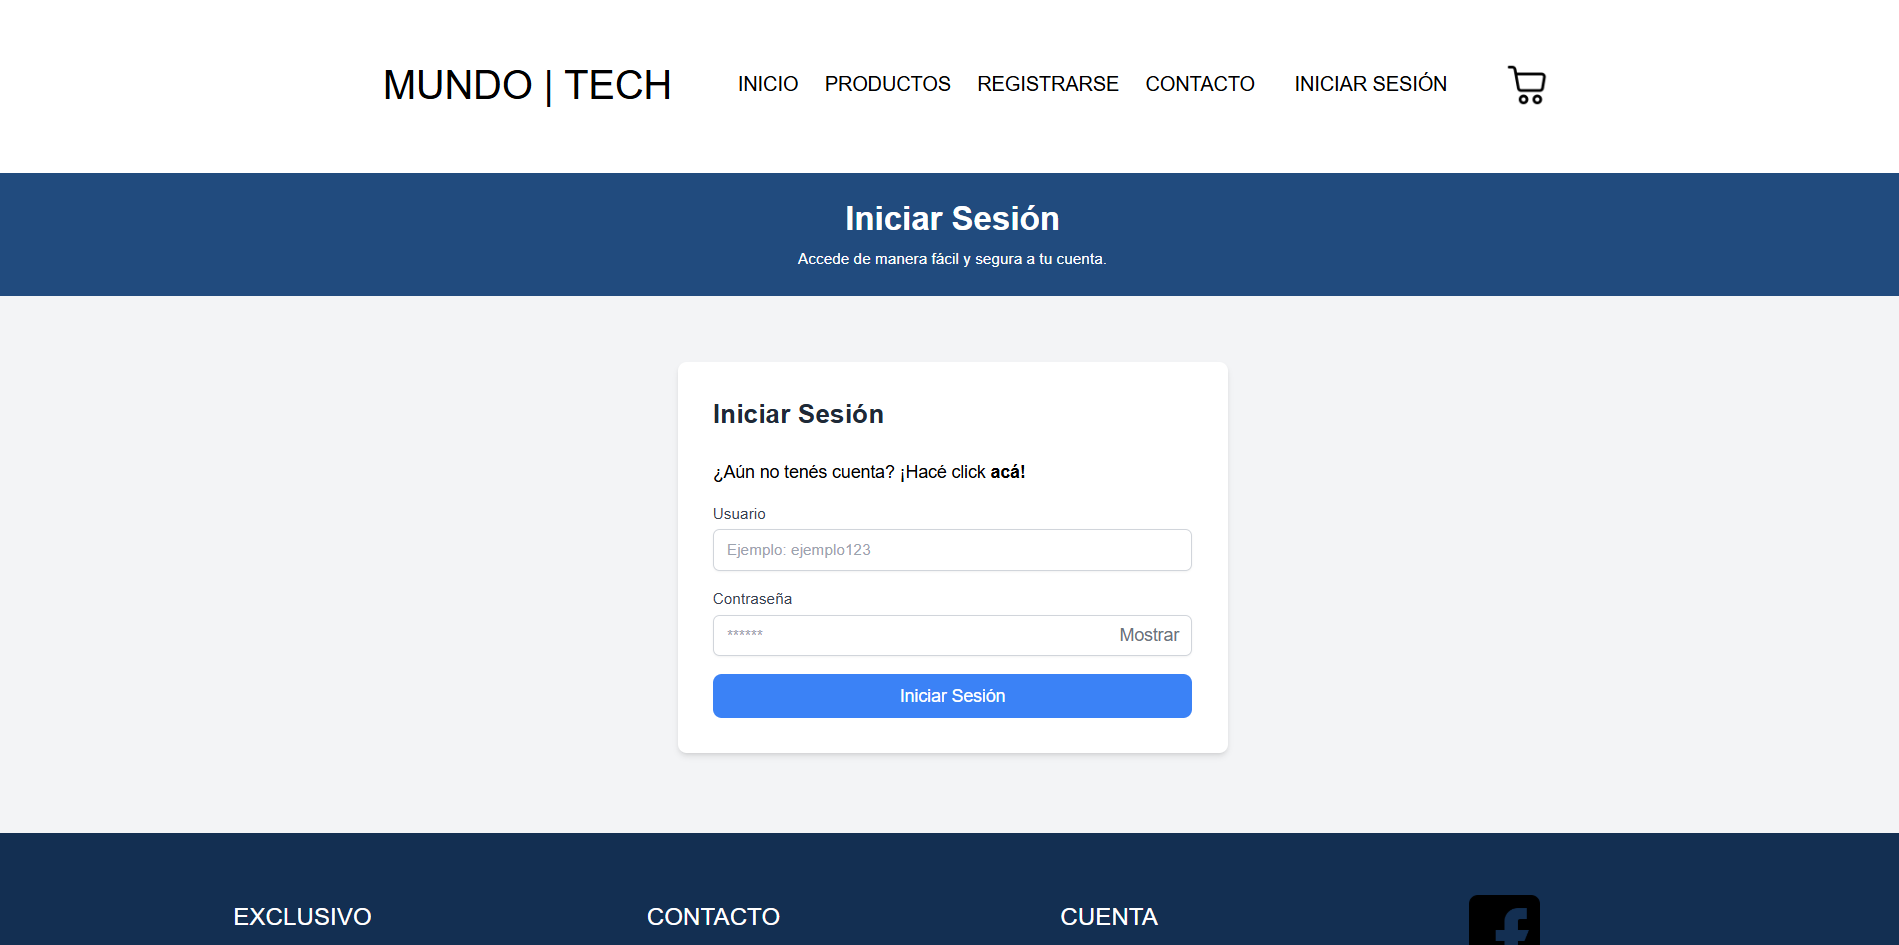 MUNDO | TECH
INICIO PRODUCTOS REGISTRARSE CONTACTO INICIAR SESIÓN
Iniciar Sesión
Accede de manera fácil y segura a tu cuenta.
Iniciar Sesión
¿Aún no tenés cuenta? ¡Hacé click acá!
Usuario
Ejemplo: ejemplo123
Contraseña
****** Mostrar
Iniciar Sesión
EXCLUSIVO CONTACTO CUENTA